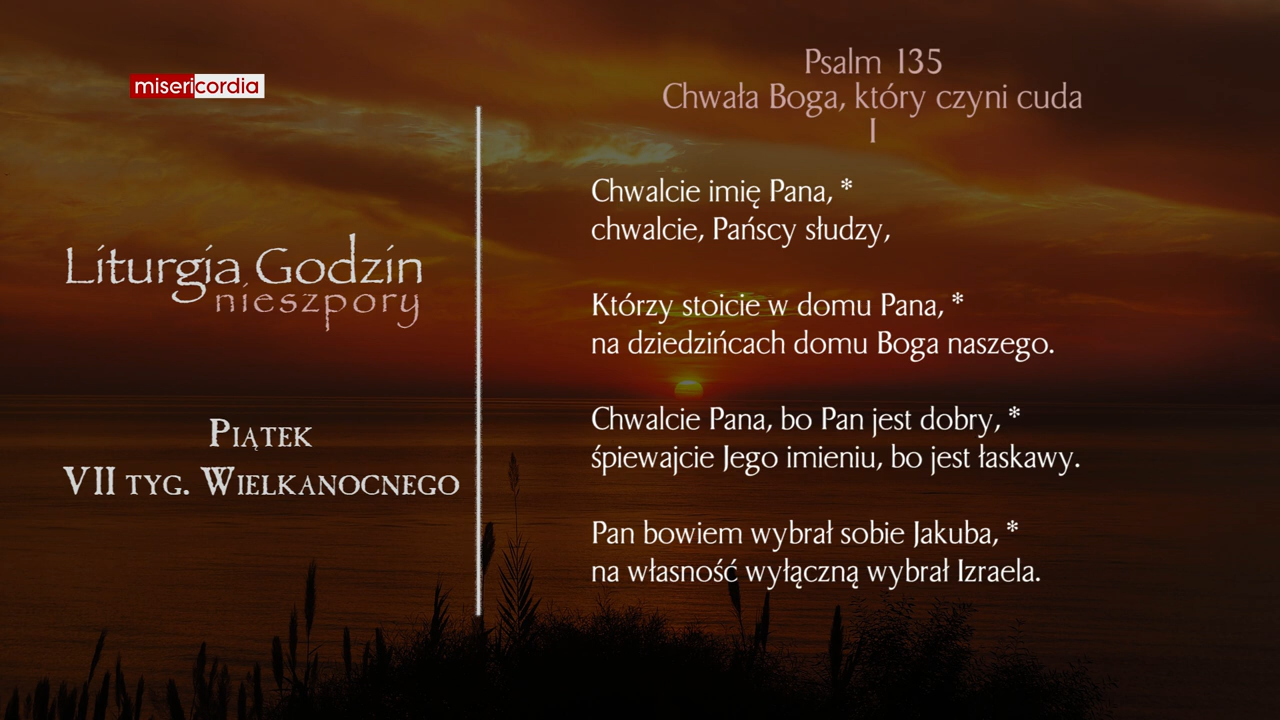 misericordia
Liturgia Godzin
nieszpory
Piątek
VII tyg. Wielkanocnego
Psalm 135
Chwała Boga, który czyni cuda
I
Chwalcie imię Pana, *
chwalcie, Pańscy słudzy,
Którzy stoicie w domu Pana, *
na dziedzińcach domu Boga naszego.
Chwalcie Pana, bo Pan jest dobry, *
śpiewajcie Jego imieniu, bo jest łaskawy.
Pan bowiem wybrał sobie Jakuba, *
na własność wyłączną wybrał Izraela.